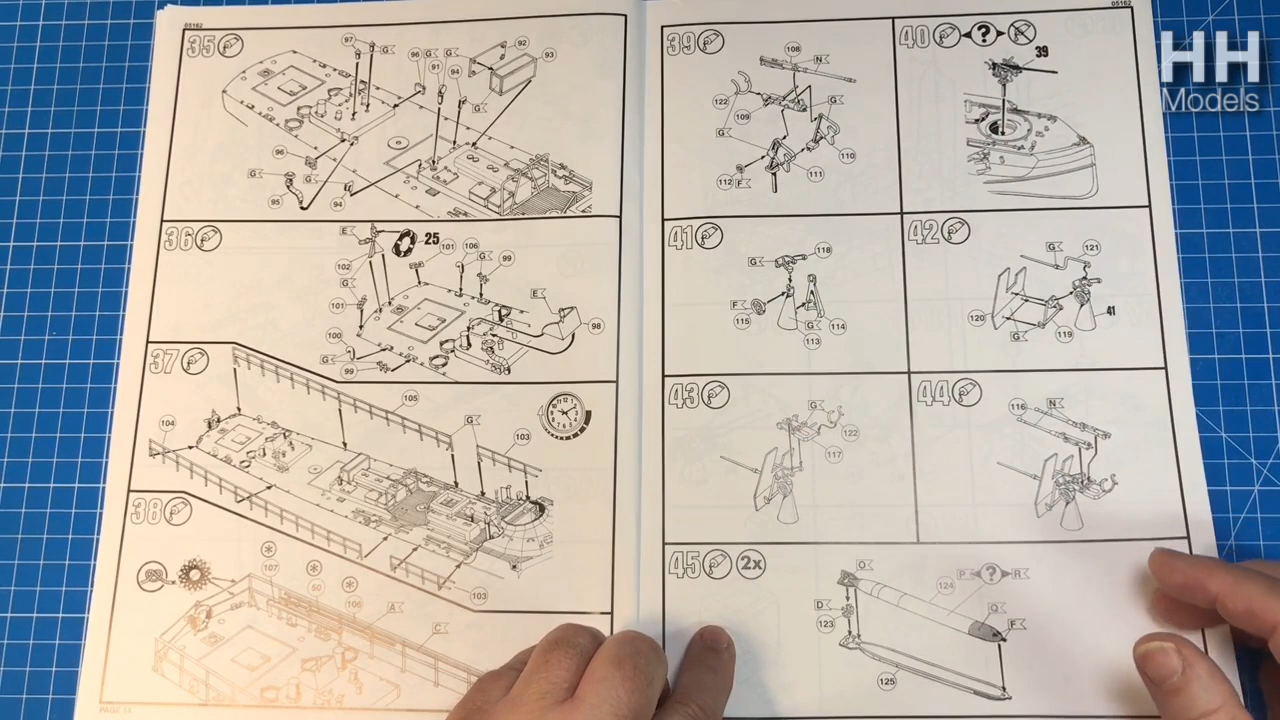 05162
35
97
G
96
G
91
G
94
G
92
93
96
G
G
95
94
36
E
25
102
G
101
101
106
G
99
E
98
100
G
99
37
105
104
G
103
103
38
107
50
106
A
C
PAGE 14
05162
39
108
N
122
G
109
G
110
111
112
F
40
?
39
41
118
G
F
115
G
114
113
42
G
121
120
119
41
G
43
G
122
117
44
116
N
45
2x
O
P
?
R
124
D
123
Q
F
125
HH
Models